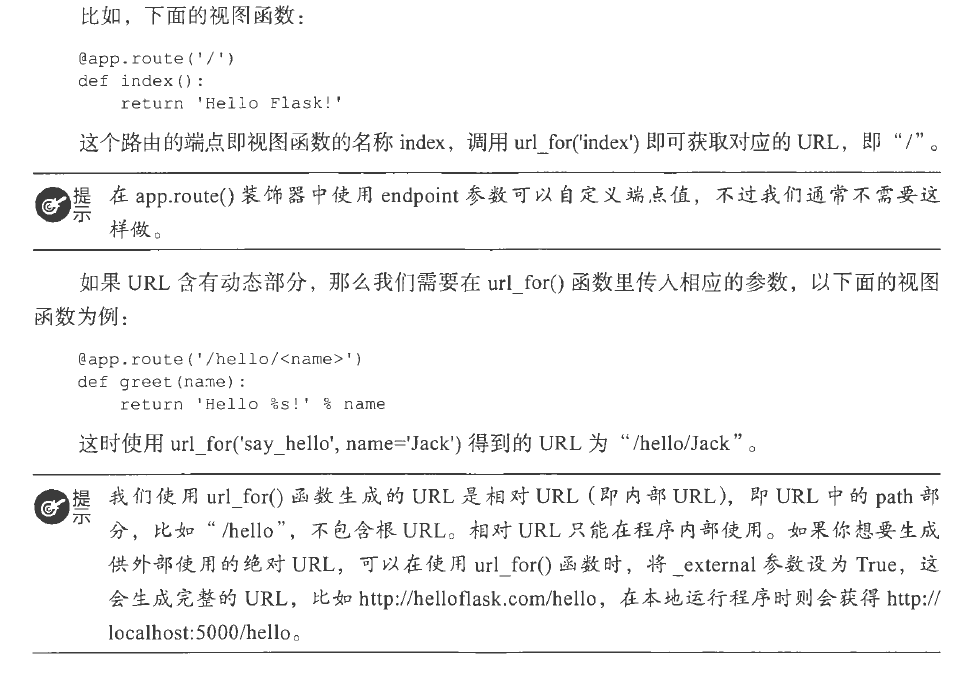 比如，下面的视图函数：
@app.route('/')
def index():
    return 'Hello Flask!'
这个路由的端点即视图函数的名称 index，调用 url_for('index') 即可获取对应的 URL，即“/”。
提示 在 app.route() 装饰器中使用 endpoint 参数可以自定义端点值，不过我们通常不需要这
样做。
如果 URL 含有动态部分，那么我们需要在 url_for() 函数里传入相应的参数，以下面的视图
函数为例：
@app.route('/hello/<name>')
def greet(name):
    return 'Hello %s!' % name
这时使用 url_for('say_hello', name='Jack') 得到的 URL 为“/hello/Jack”。
提示 我们使用 url_for() 函数生成的 URL 是相对 URL（即内部 URL），即 URL 中的 path 部
分，比如“/hello”，不包含根 URL。相对 URL 只能在程序内部使用。如果你想要生成
供外部使用的绝对 URL，可以在使用 url_for() 函数时，将 _external 参数设为 True，这
会生成完整的 URL，比如 http://helloflask.com/hello，在本地运行程序时则会获得 http://
localhost:5000/hello。